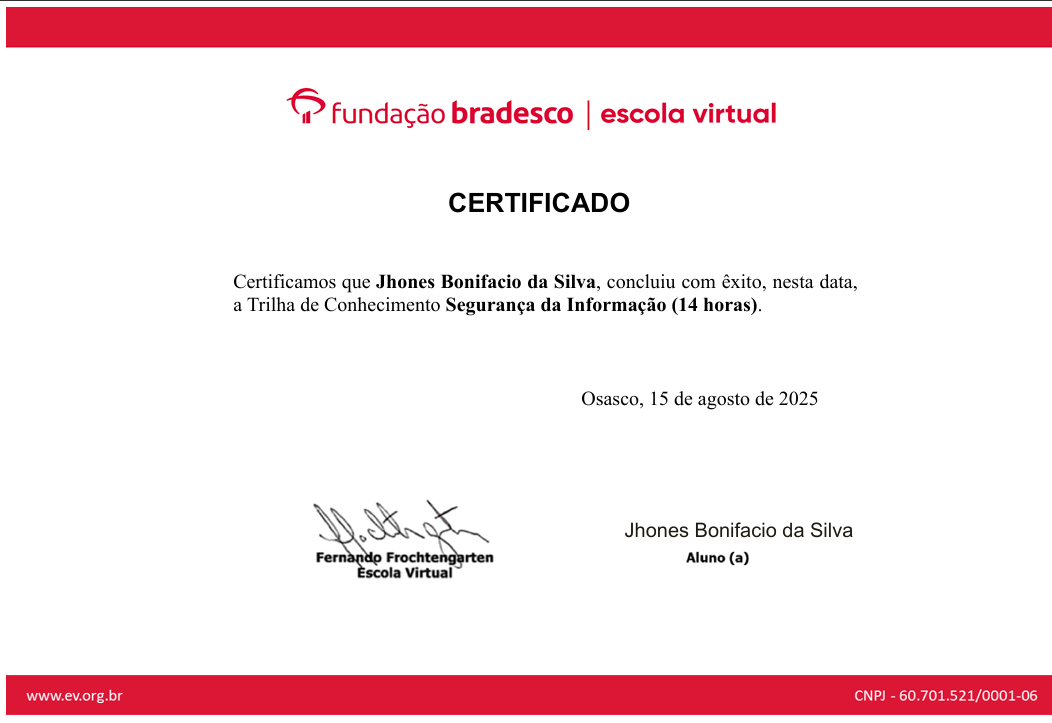 fundação bradesco | escola virtual
CERTIFICADO
Certificamos que Jhones Bonifacio da Silva, concluiu com êxito, nesta data,
a Trilha de Conhecimento Segurança da Informação (14 horas).
Osasco, 15 de agosto de 2025
Fernando Frochtengarten
Escola Virtual
Jhones Bonifacio da Silva
Aluno (a)
www.ev.org.br
CNPJ - 60.701.521/0001-06